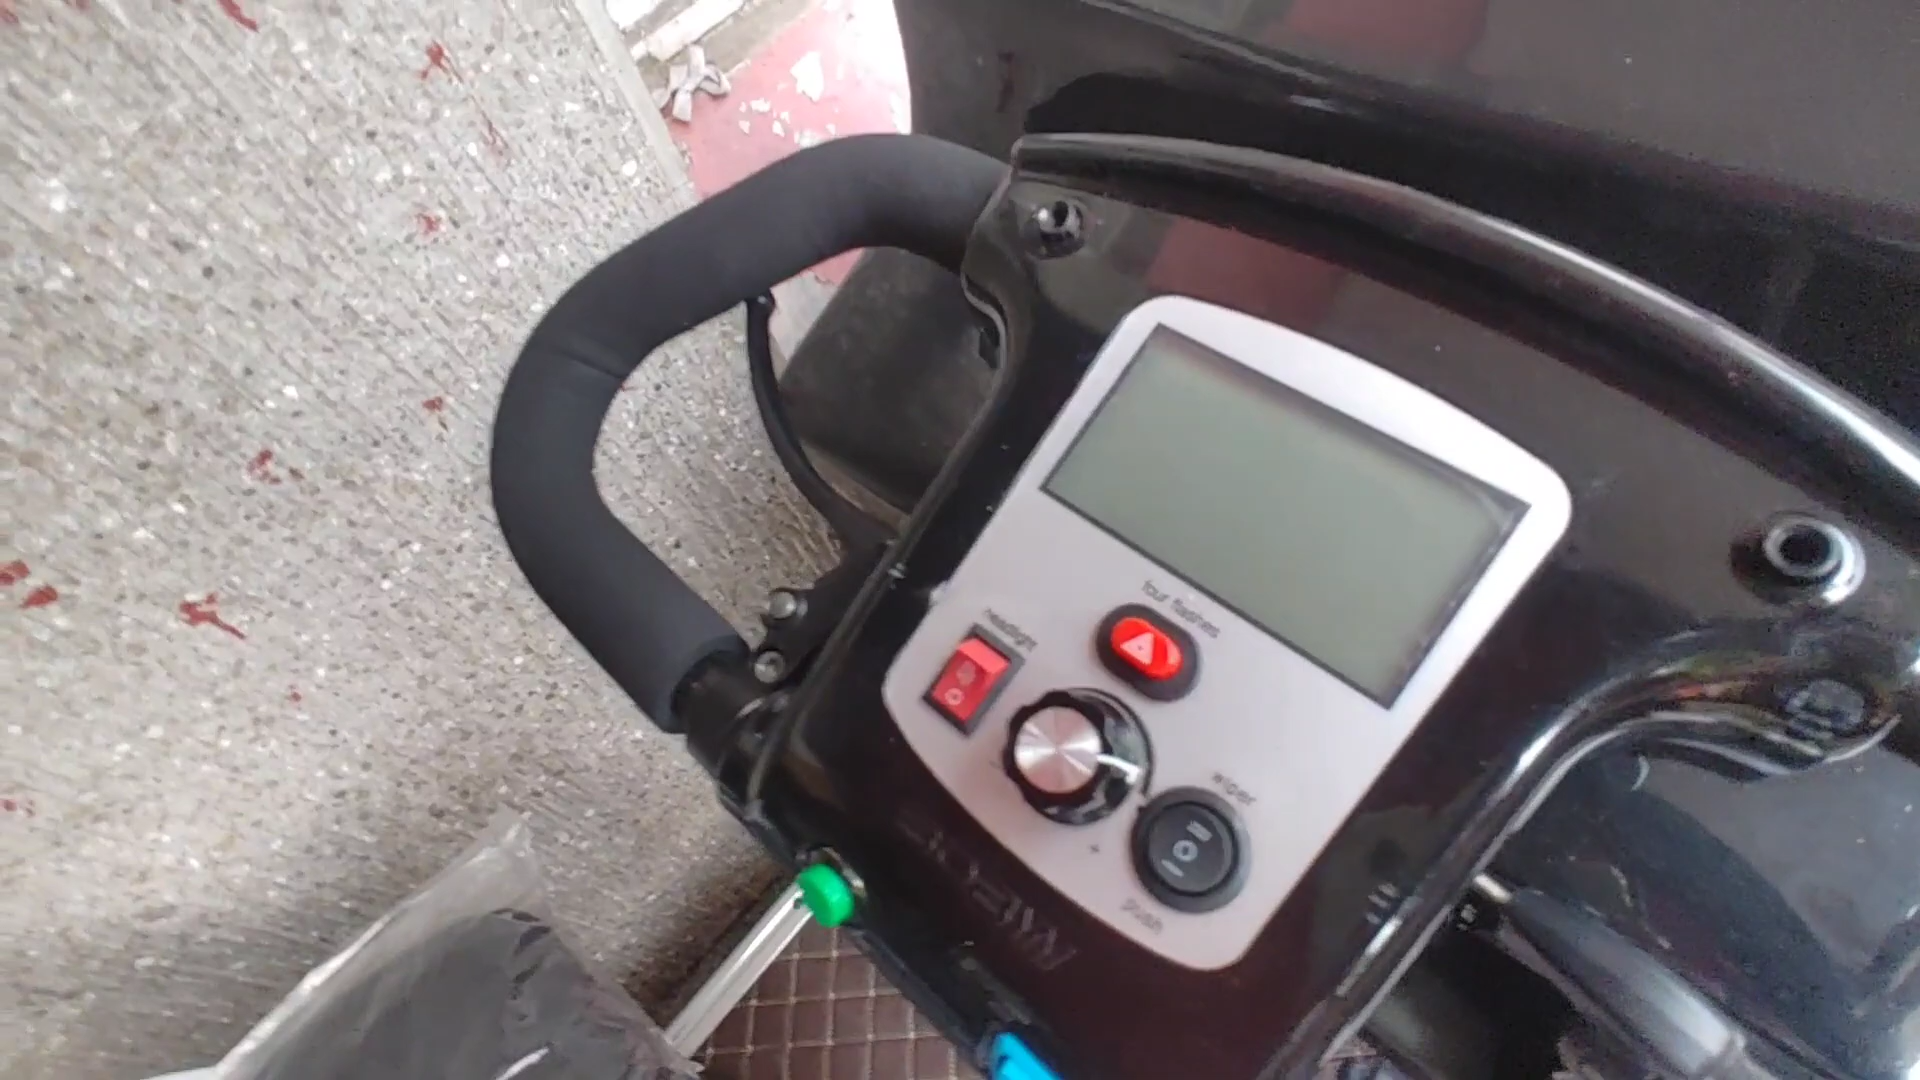 four flashes
headlight
wiper
- +
push